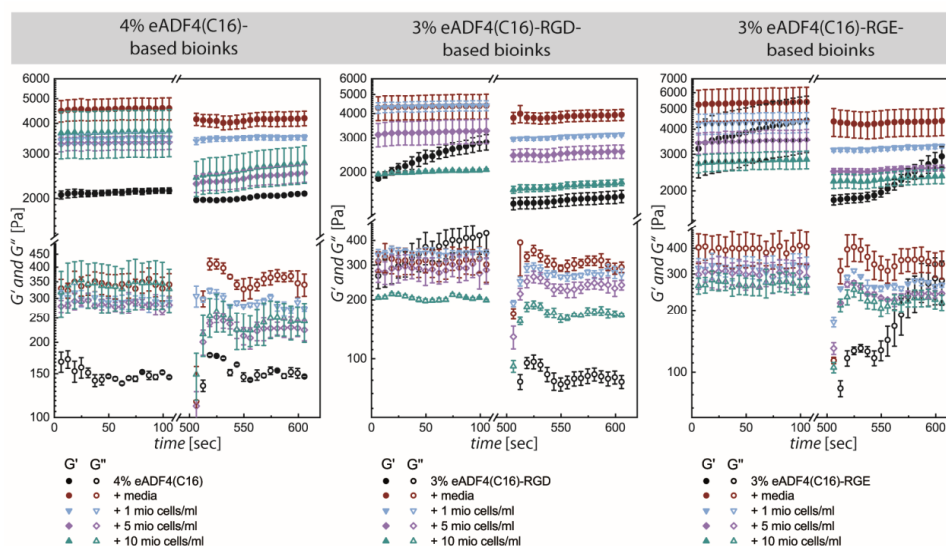 4% eADF4(C16)-
based bioinks
3% eADF4(C16)-RGD-
based bioinks
3% eADF4(C16)-RGE-
based bioinks
G' and G″ [Pa]
6000
5000
4000
3000
2000
450
400
350
300
250
200
150
100
0
50
100
500
550
600
time [sec]
G' and G″ [Pa]
6000
5000
4000
3000
2000
400
300
200
100
0
50
100
500
550
600
time [sec]
G' and G″ [Pa]
7000
6000
5000
4000
3000
2000
400
300
200
100
0
50
100
500
550
600
time [sec]
G' G″
4% eADF4(C16)
+ media
+ 1 mio cells/ml
+ 5 mio cells/ml
+ 10 mio cells/ml
G' G″
3% eADF4(C16)-RGD
+ media
+ 1 mio cells/ml
+ 5 mio cells/ml
+ 10 mio cells/ml
G' G″
3% eADF4(C16)-RGE
+ media
+ 1 mio cells/ml
+ 5 mio cells/ml
+ 10 mio cells/ml